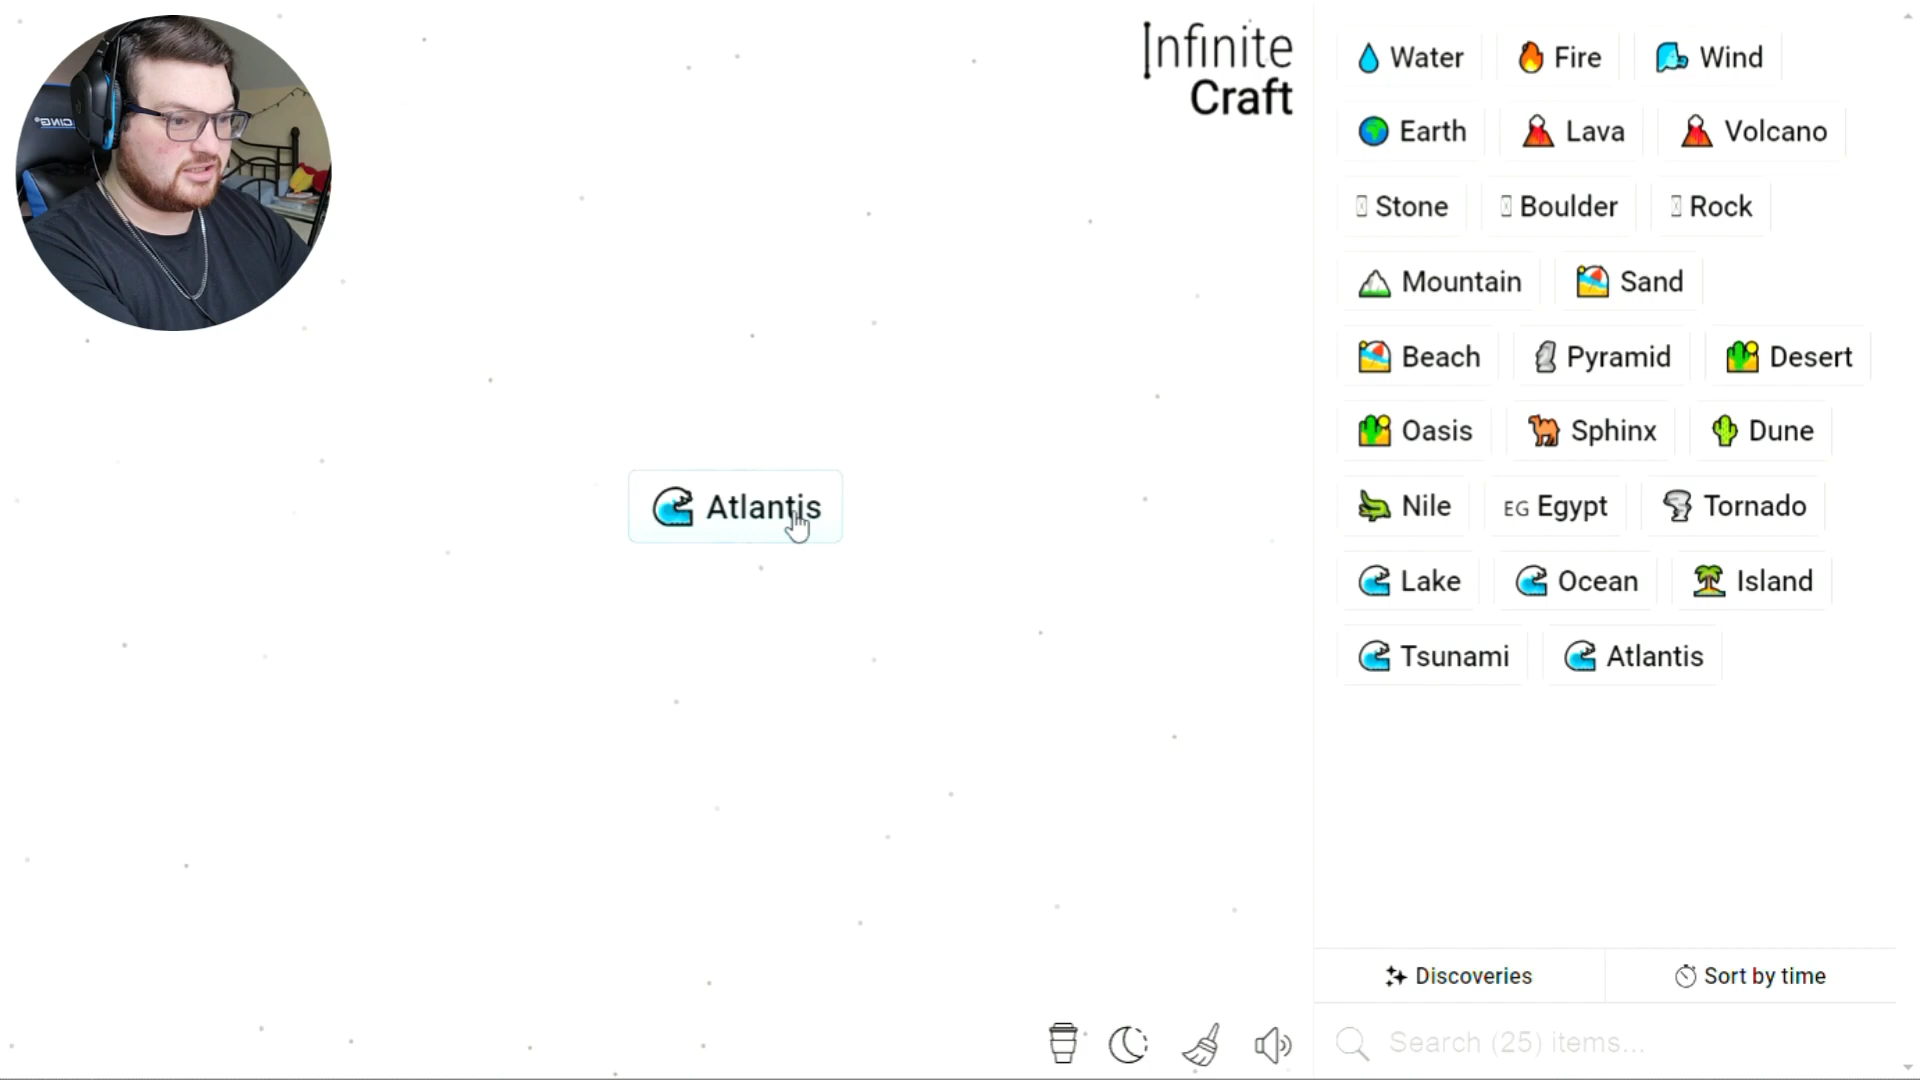 Infinite
Craft
Water Fire Wind
Earth Lava Volcano
Stone Boulder Rock
Mountain Sand
Beach Pyramid Desert
Oasis Sphinx Dune
Nile EG Egypt Tornado
Lake Ocean Island
Tsunami Atlantis
Atlantis
Discoveries Sort by time
Search (25) items...